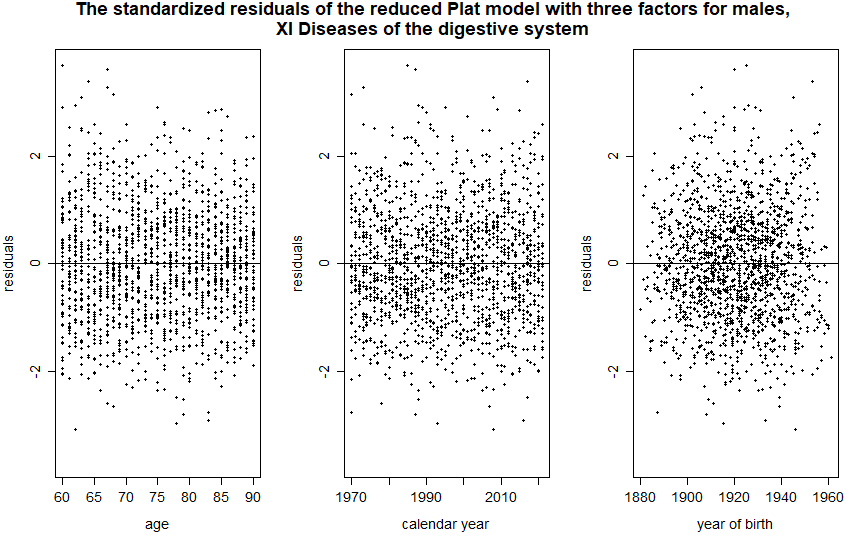 The standardized residuals of the reduced Plat model with three factors for males,
XI Diseases of the digestive system
residuals
2
0
-2
60 65 70 75 80 85 90
age
residuals
2
0
-2
1970 1990 2010
calendar year
residuals
2
0
-2
1880 1900 1920 1940 1960
year of birth